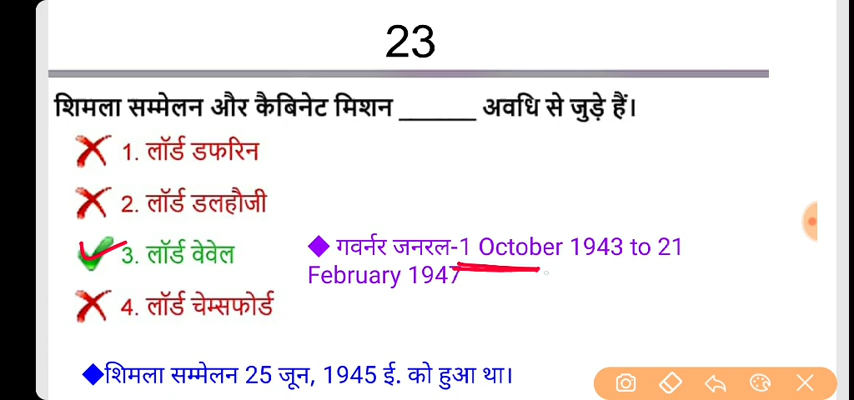 23
शिमला सम्मेलन और कैबिनेट मिशन ______ अवधि से जुड़े हैं।
1. लॉर्ड डफरिन
2. लॉर्ड डलहौजी
3. लॉर्ड वेवेल
◆ गवर्नर जनरल-1 October 1943 to 21
February 1947
4. लॉर्ड चेम्सफोर्ड
◆शिमला सम्मेलन 25 जून, 1945 ई. को हुआ था।